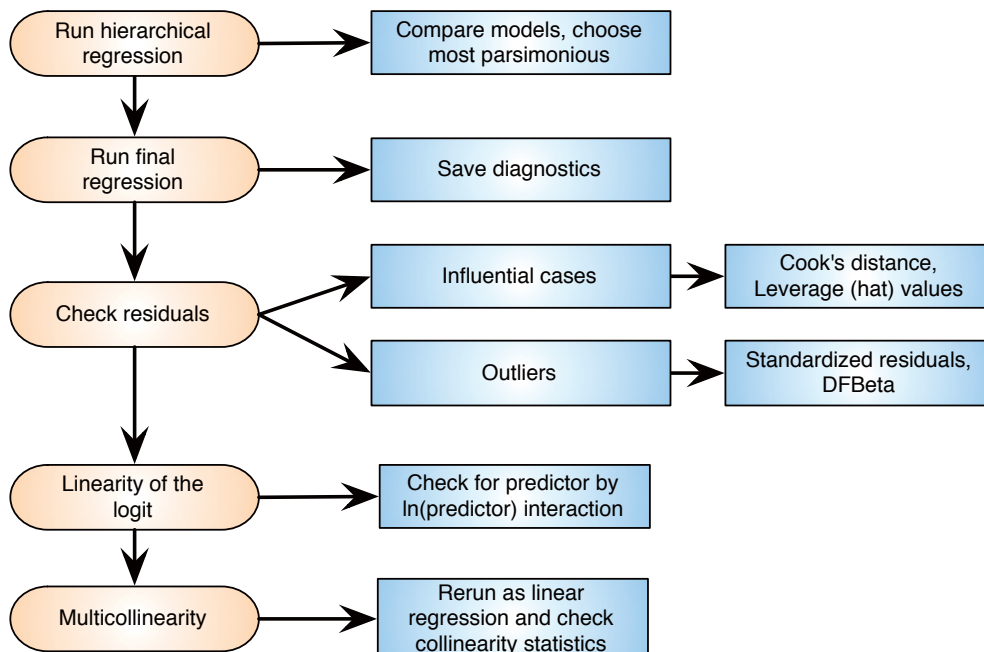 Run hierarchical
regression
Compare models, choose
most parsimonious
Run final
regression
Save diagnostics
Check residuals
Influential cases
Cook's distance,
Leverage (hat) values
Outliers
Standardized residuals,
DFBeta
Linearity of the
logit
Check for predictor by
ln(predictor) interaction
Multicollinearity
Rerun as linear
regression and check
collinearity statistics